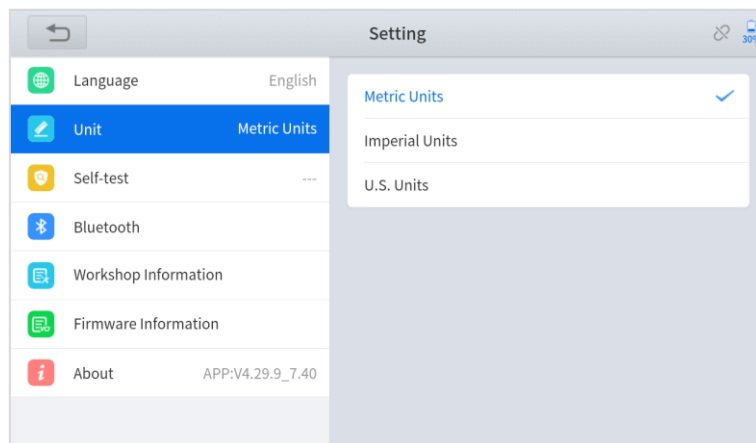 Setting
30%
Language English
Unit Metric Units
Self-test ---
Bluetooth
Workshop Information
Firmware Information
About APP:V4.29.9_7.40
Metric Units
Imperial Units
U.S. Units